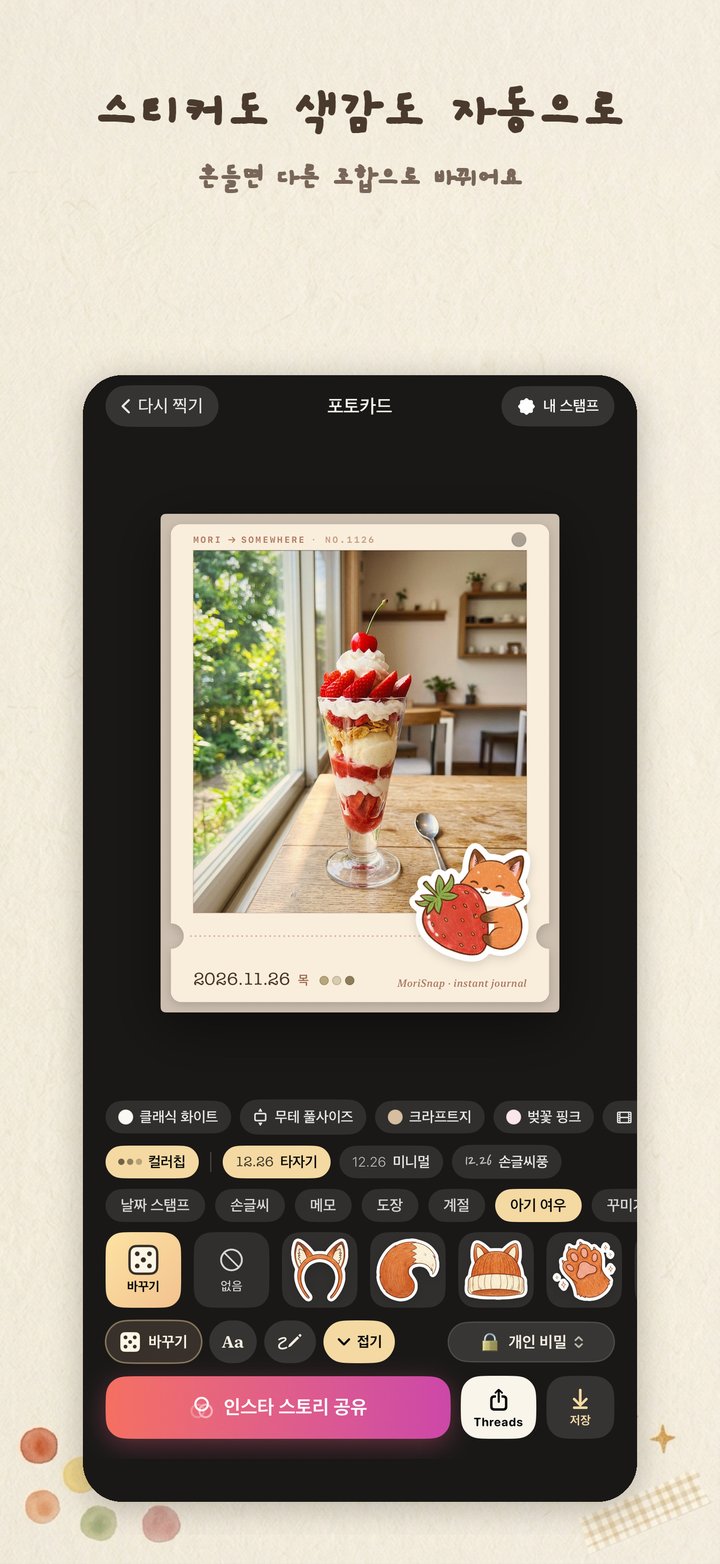 스티커도 색감도 자동으로
흔들면 다른 조합으로 바뀌어요
다시 찍기
포토카드
내 스탬프
MORI → SOMEWHERE · NO.1126
2026.11.26 목
MoriSnap · instant journal
클래식 화이트
무테 풀사이즈
크라프트지
벚꽃 핑크
컬러칩
12.26 타자기
12.26 미니멀
12.26 손글씨풍
날짜 스탬프
손글씨
메모
도장
계절
아기 여우
바꾸기
없음
바꾸기
Aa
접기
개인 비밀
인스타 스토리 공유
Threads
저장